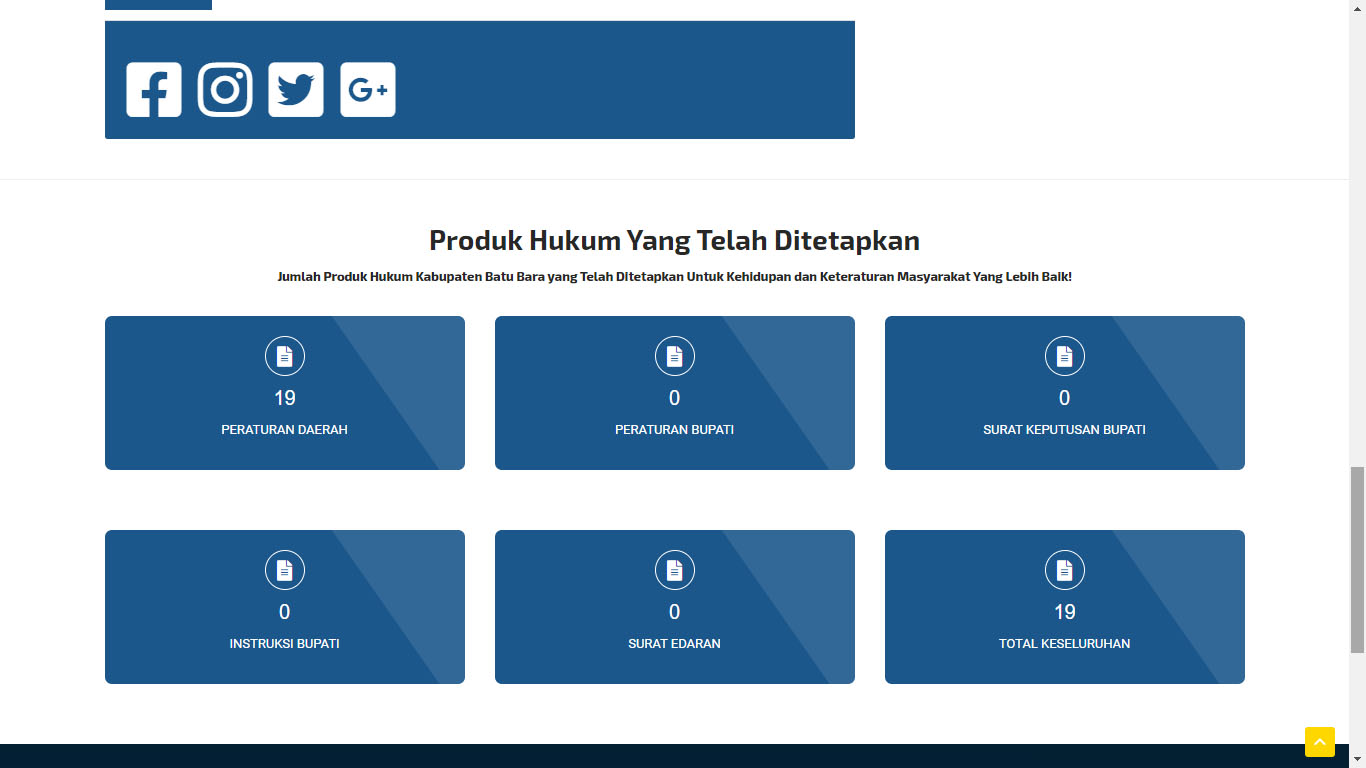 G+
Produk Hukum Yang Telah Ditetapkan
Jumlah Produk Hukum Kabupaten Batu Bara yang Telah Ditetapkan Untuk Kehidupan dan Keteraturan Masyarakat Yang Lebih Baik!
19
PERATURAN DAERAH
0
PERATURAN BUPATI
0
SURAT KEPUTUSAN BUPATI
0
INSTRUKSI BUPATI
0
SURAT EDARAN
19
TOTAL KESELURUHAN